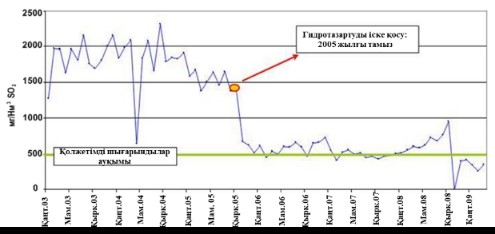 2500
2000
1500
1000
500
0
мг/Нм³ SO₂
Гидротазартуды іске қосу:
2005 жылғы тамыз
Қолжетімді шығарындылар
ауқымы
Қаңт.03
Мам.03
Қырк.03
Қаңт.04
Мам.04
Қырк.04
Қаңт.05
Мам. 05
Қырк.05
Қаңт.06
Мам.06
Қырк.06
Қаңт.07
Мам.07
Қырк.07
Қаңт.08
Мам.08
Қырк.08
Қаңт.09